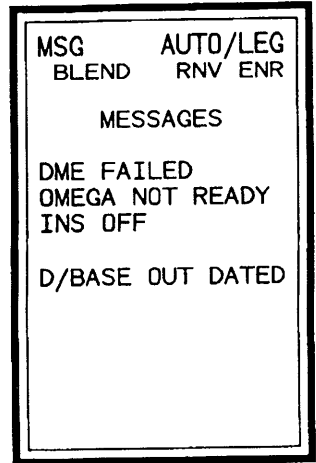 MSG AUTO/LEG
BLEND RNV ENR
MESSAGES
DME FAILED
OMEGA NOT READY
INS OFF
D/BASE OUT DATED